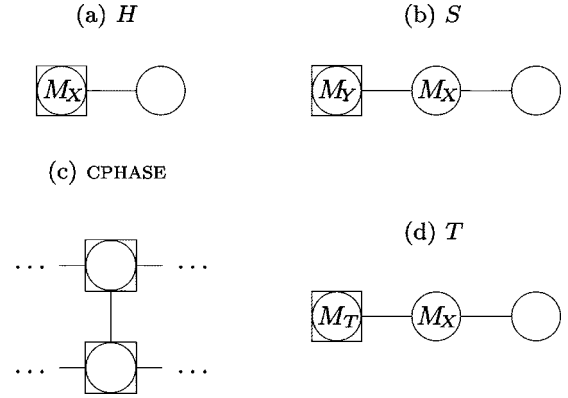 (a) H
(b) S
M_X
M_Y M_X
(c) CPHASE
(d) T
... ...
M_T M_X
... ...